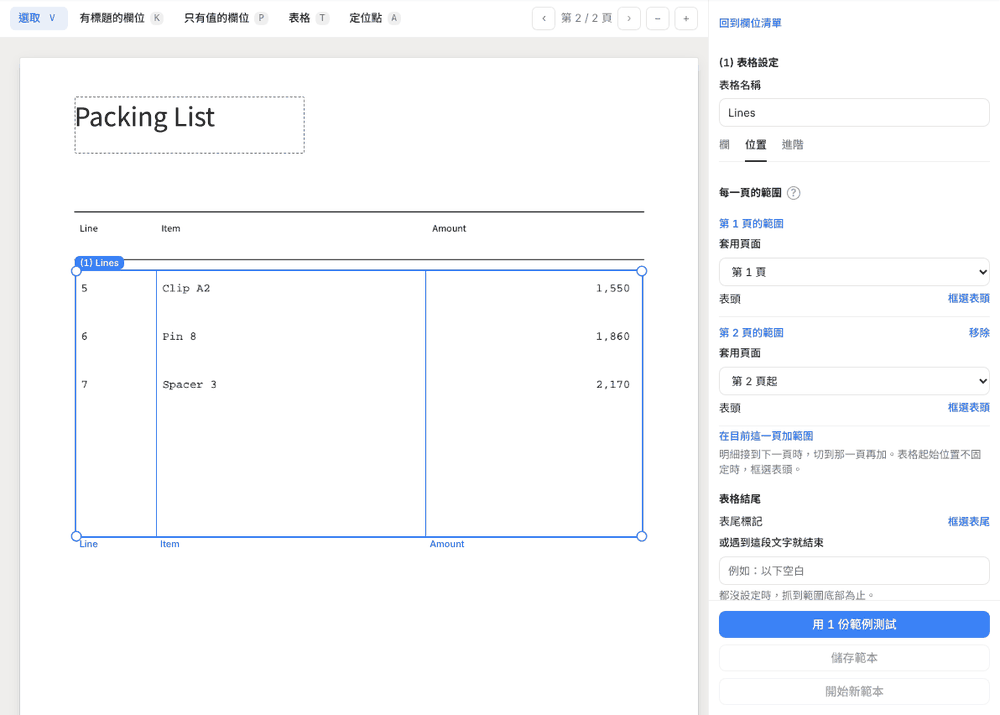 選取 V 有標題的欄位 K 只有值的欄位 P 表格 T 定位點 A
‹ 第 2 / 2 頁 › − +
Packing List
Line Item Amount
(1) Lines
5 Clip A2 1,550
6 Pin 8 1,860
7 Spacer 3 2,170
Line Item Amount
回到欄位清單
(1) 表格設定
表格名稱
Lines
欄 位置 進階
每一頁的範圍 ?
第 1 頁的範圍
套用頁面
第 1 頁
表頭 框選表頭
第 2 頁的範圍 移除
套用頁面
第 2 頁起
表頭 框選表頭
在目前這一頁加範圍
明細接到下一頁時，切到那一頁再加。表格起始位置不固
定時，框選表頭。
表格結尾
表尾標記 框選表尾
或遇到這段文字就結束
例如：以下空白
都沒設定時，抓到範圍底部為止。
用 1 份範例測試
儲存範本
開始新範本